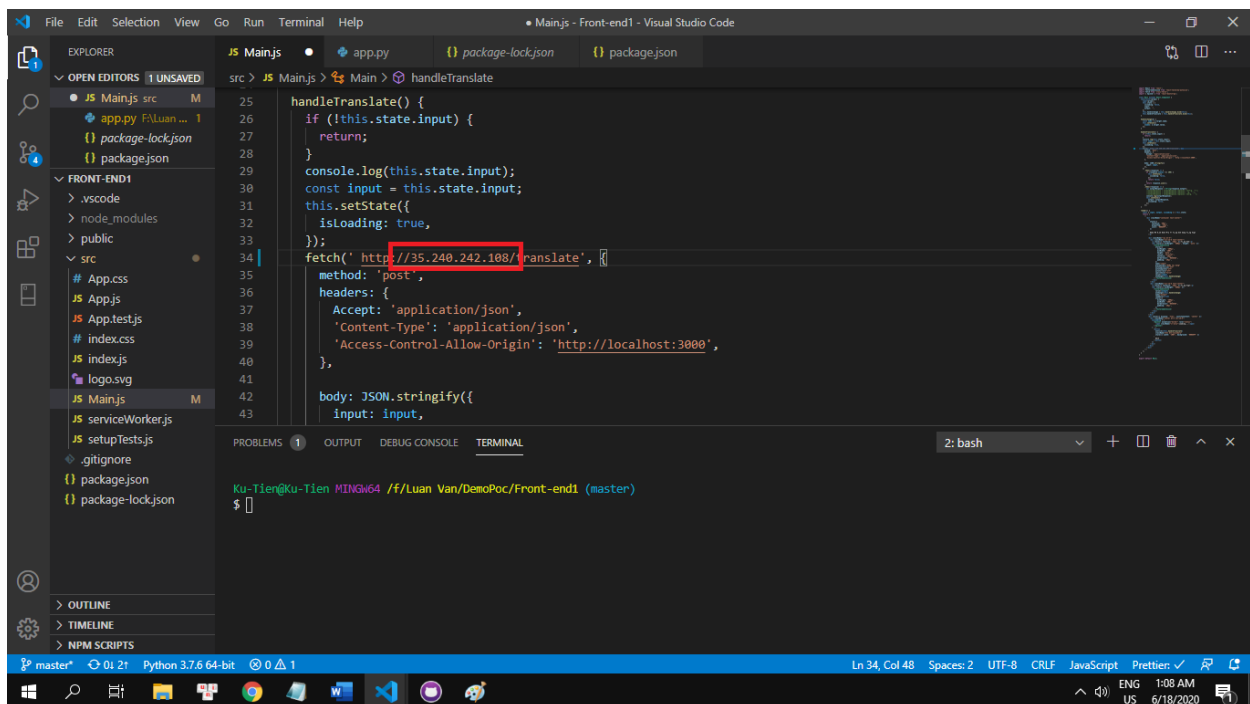 File Edit Selection View Go Run Terminal Help ● Main.js - Front-end1 - Visual Studio Code
EXPLORER
OPEN EDITORS 1 UNSAVED
JS Main.js src M
app.py F:\Luan ... 1
{} package-lock.json
{} package.json
FRONT-END1
> .vscode
> node_modules
> public
src
# App.css
JS App.js
JS App.test.js
# index.css
JS index.js
logo.svg
JS Main.js M
JS serviceWorker.js
JS setupTests.js
.gitignore
{} package.json
{} package-lock.json
> OUTLINE
> TIMELINE
> NPM SCRIPTS
1
4
JS Main.js ● app.py {} package-lock.json {} package.json
src > JS Main.js > Main > handleTranslate
25 handleTranslate() {
26 if (!this.state.input) {
27 return;
28 }
29 console.log(this.state.input);
30 const input = this.state.input;
31 this.setState({
32 isLoading: true,
33 });
34 fetch(' http://35.240.242.108/translate', {
35 method: 'post',
36 headers: {
37 Accept: 'application/json',
38 'Content-Type': 'application/json',
39 'Access-Control-Allow-Origin': 'http://localhost:3000',
40 },
41
42 body: JSON.stringify({
43 input: input,
PROBLEMS 1 OUTPUT DEBUG CONSOLE TERMINAL 2: bash
Ku-Tien@Ku-Tien MINGW64 /f/Luan Van/DemoPoc/Front-end1 (master)
$
master* 0↓ 2↑ Python 3.7.6 64-bit 0 1 Ln 34, Col 48 Spaces: 2 UTF-8 CRLF JavaScript Prettier: ✓
ENG 1:08 AM
US 6/18/2020